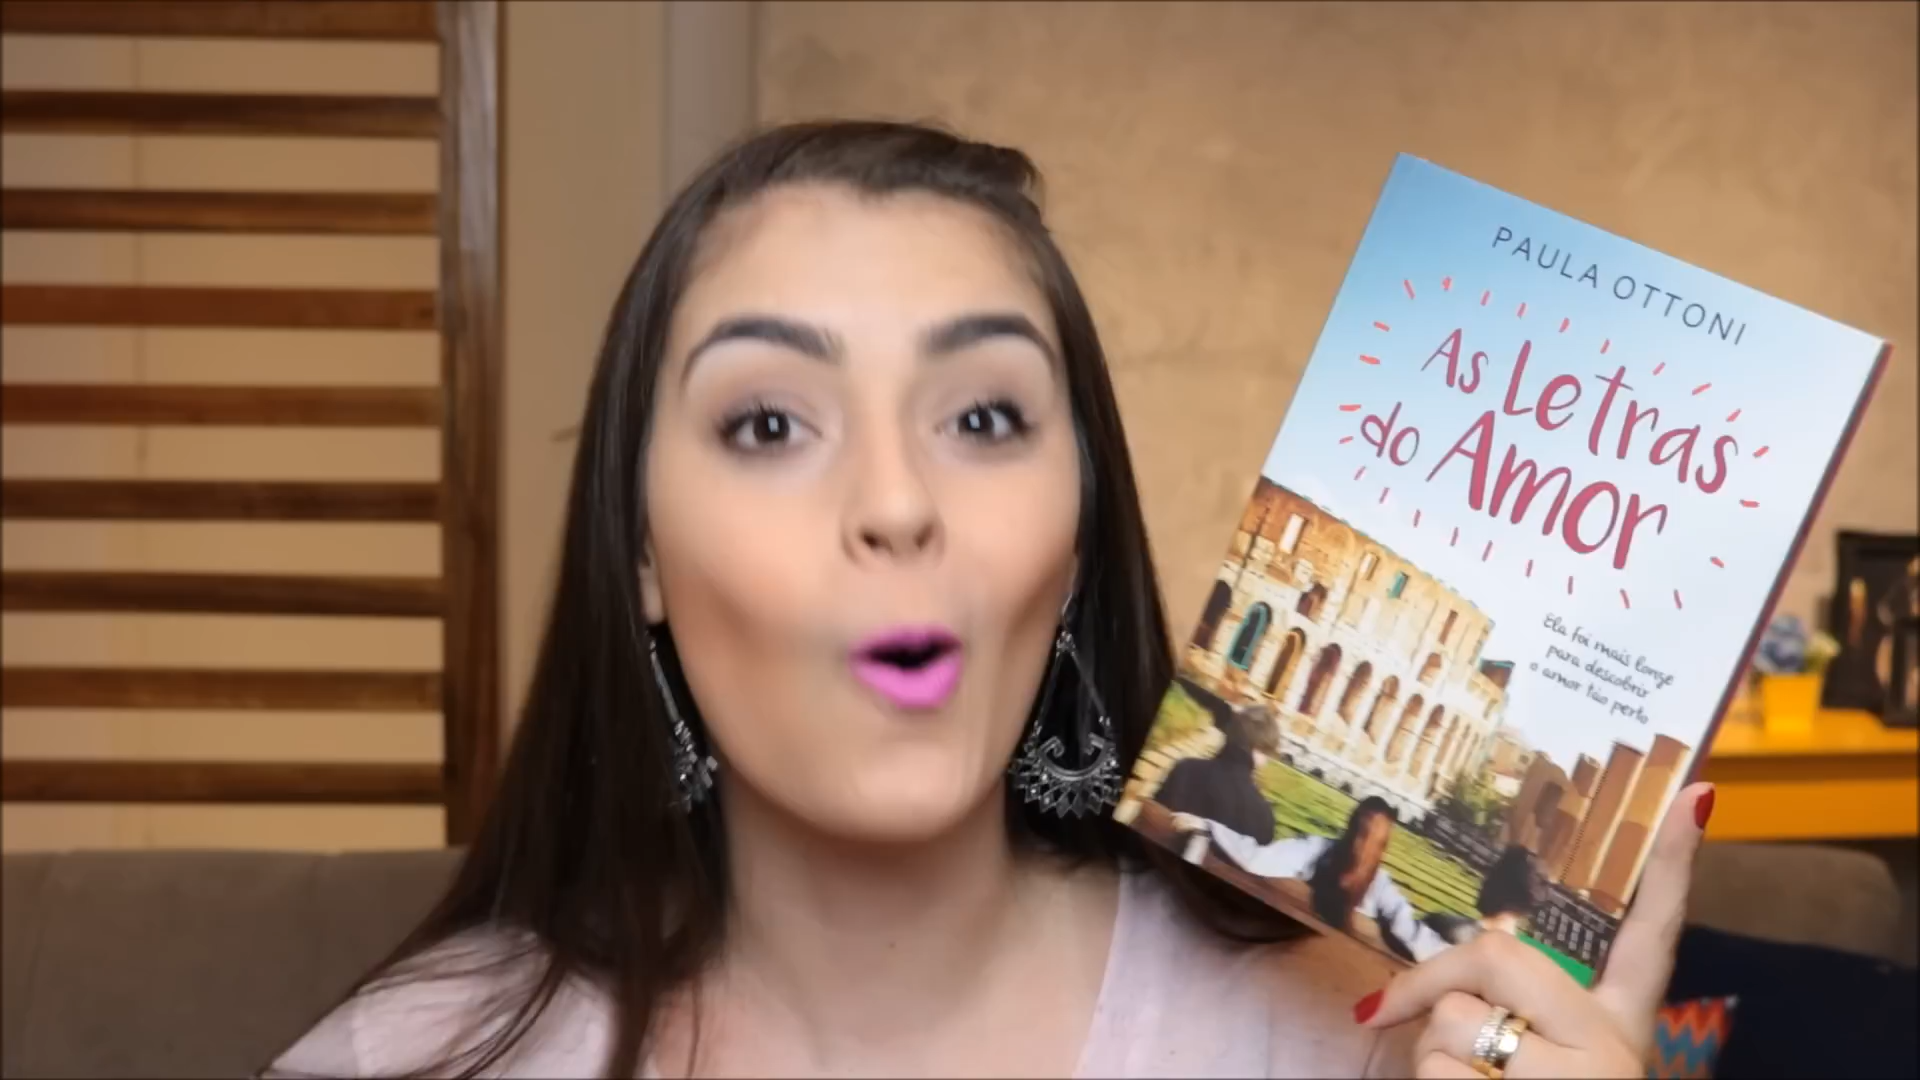 PAULA OTTONI
As Letras
do Amor
Ela foi mais longe
para descobrir
o amor tão perto